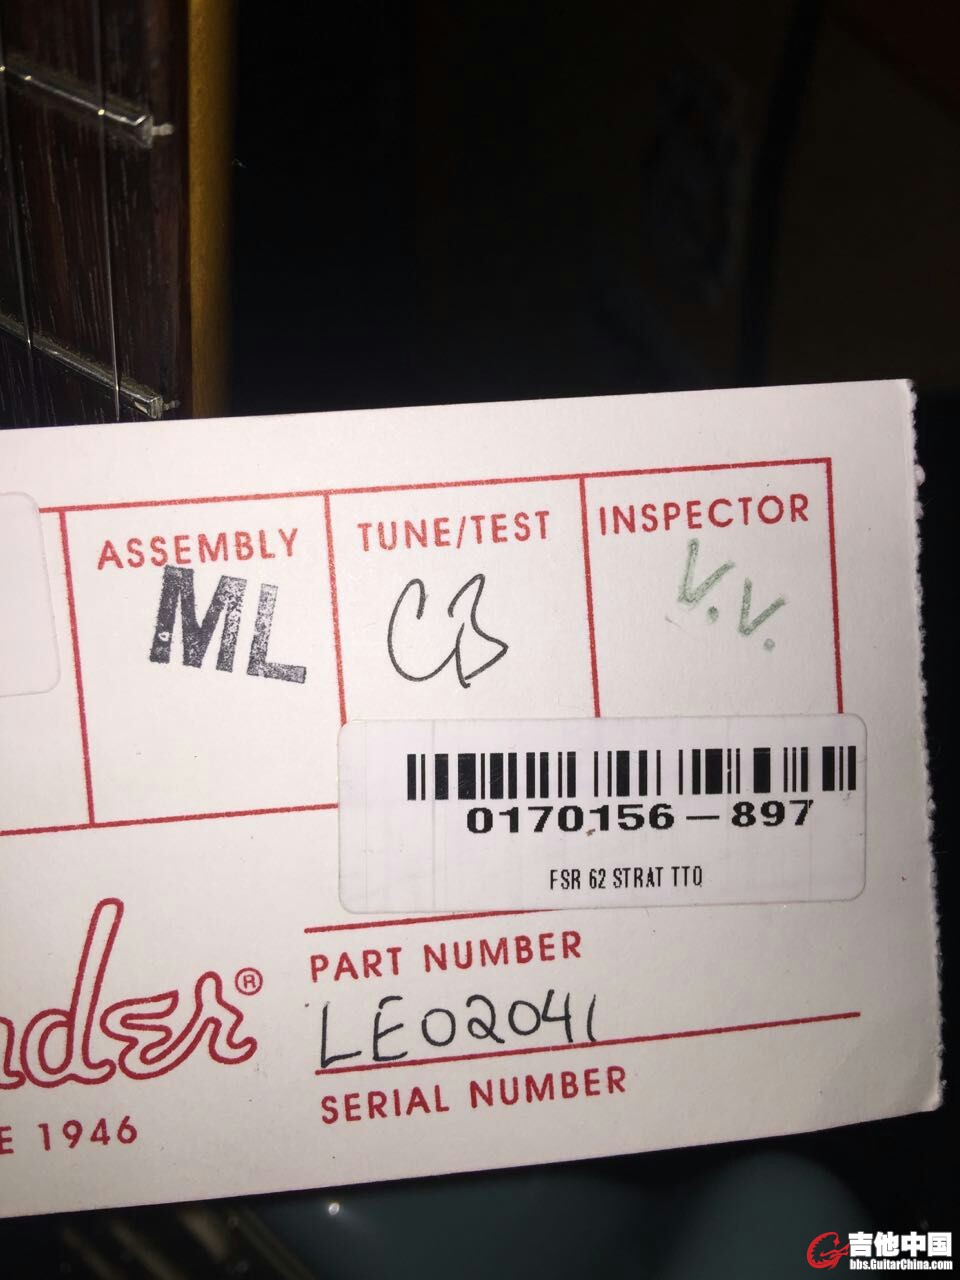 ASSEMBLY
TUNE/TEST
INSPECTOR
ML
CB
V.V.
0170156-897
FSR 62 STRAT TTO
PART NUMBER
LE02041
SERIAL NUMBER
nder®
E 1946
吉他中国
bbs.GuitarChina.com